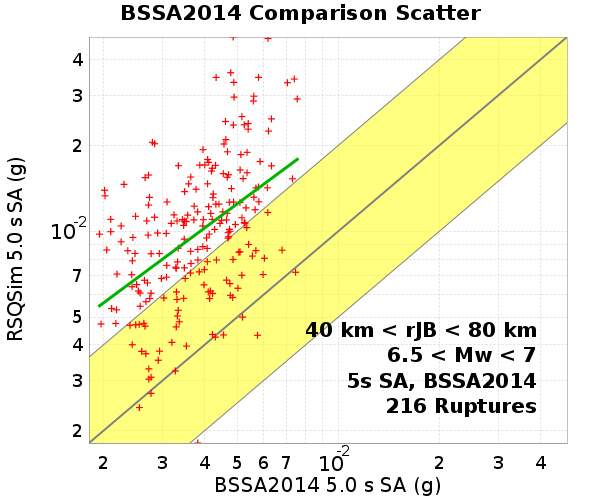 BSSA2014 Comparison Scatter
RSQSim 5.0 s SA (g)
4
3
2
10-2
7
5
4
3
2
40 km < rJB < 80 km
6.5 < Mw < 7
5s SA, BSSA2014
216 Ruptures
2 3 4 5 6 7 10-2 2 3 4
BSSA2014 5.0 s SA (g)